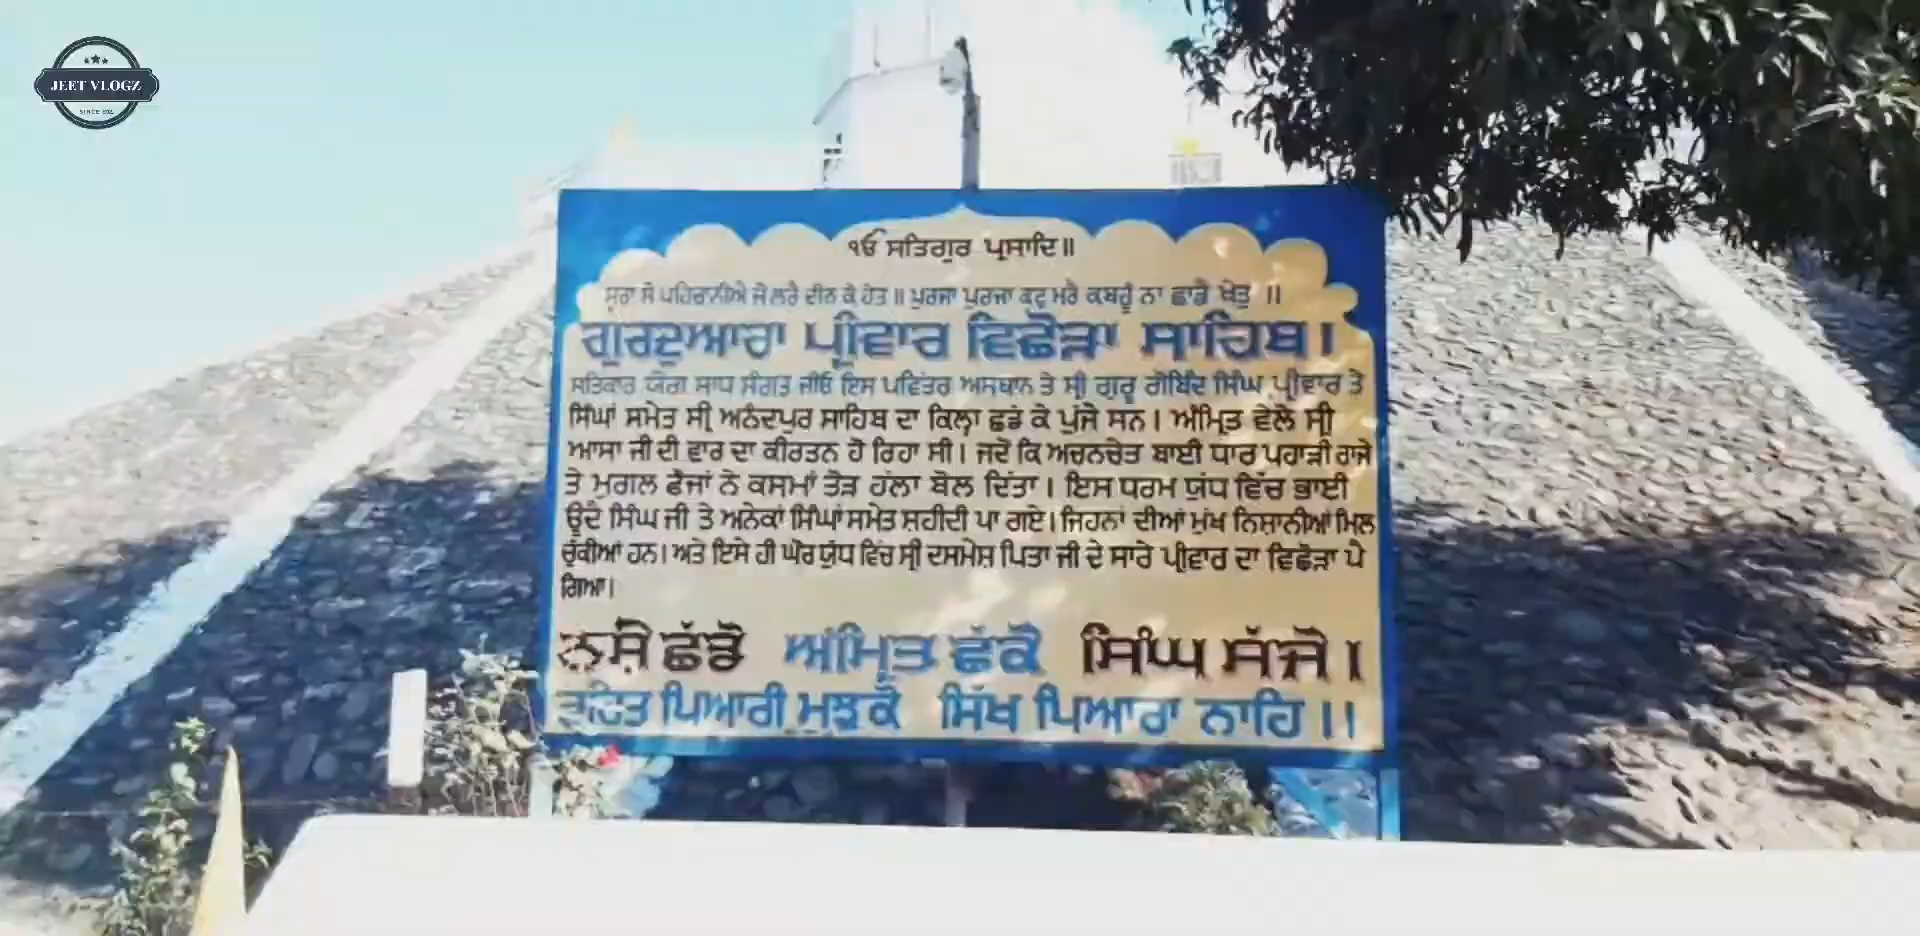 JEET VLOGZ
SINCE
ੴ ਸਤਿਗੁਰ ਪ੍ਰਸਾਦਿ॥
ਸੂਰਾ ਸੋ ਪਹਿਚਾਨੀਐ ਜੋ ਲਰੈ ਦੀਨ ਕੇ ਹੇਤ ॥ ਪੁਰਜਾ ਪੁਰਜਾ ਕਟ ਮਰੈ ਕਬਹੂੰ ਨਾ ਛਾਡੈ ਖੇਤੁ ॥
ਗੁਰਦੁਆਰਾ ਪ੍ਰੀਵਾਰ ਵਿਛੋੜਾ ਸਾਹਿਬ।
ਸਤਿਕਾਰ ਯੋਗ ਸਾਧ ਸੰਗਤ ਜੀਓ ਇਸ ਪਵਿੱਤਰ ਅਸਥਾਨ ਤੇ ਸ੍ਰੀ ਗੁਰੂ ਗੋਬਿੰਦ ਸਿੰਘ ਪ੍ਰੀਵਾਰ ਤੇ
ਸਿੰਘਾਂ ਸਮੇਤ ਸ੍ਰੀ ਅਨੰਦਪੁਰ ਸਾਹਿਬ ਦਾ ਕਿਲ੍ਹਾ ਛਡ ਕੇ ਪੁੱਜੇ ਸਨ। ਅੰਮ੍ਰਿਤ ਵੇਲੇ ਸ੍ਰੀ
ਆਸਾ ਜੀ ਦੀ ਵਾਰ ਦਾ ਕੀਰਤਨ ਹੋ ਰਿਹਾ ਸੀ। ਜਦੋਂ ਕਿ ਅਚਨਚੇਤ ਬਾਈ ਧਾਰ ਪਹਾੜੀ ਰਾਜੇ
ਤੇ ਮੁਗਲ ਫੌਜਾਂ ਨੇ ਕਸਮਾਂ ਤੋੜ ਹੱਲਾ ਬੋਲ ਦਿੱਤਾ। ਇਸ ਧਰਮ ਯੁੱਧ ਵਿੱਚ ਭਾਈ
ਉਦੇ ਸਿੰਘ ਜੀ ਤੇ ਅਨੇਕਾਂ ਸਿੰਘਾਂ ਸਮੇਤ ਸ਼ਹੀਦੀ ਪਾ ਗਏ। ਜਿਹਨਾਂ ਦੀਆਂ ਮੁੱਖ ਨਿਸ਼ਾਨੀਆਂ ਮਿਲ
ਚੁੱਕੀਆਂ ਹਨ। ਅਤੇ ਇਸੇ ਹੀ ਘੋਰ ਯੁੱਧ ਵਿੱਚ ਸ੍ਰੀ ਦਸਮੇਸ਼ ਪਿਤਾ ਜੀ ਦੇ ਸਾਰੇ ਪ੍ਰੀਵਾਰ ਦਾ ਵਿਛੋੜਾ ਪੈ
ਗਿਆ।
ਨਸ਼ੇ ਛੱਡੋ ਅੰਮ੍ਰਿਤ ਛੱਕੋ ਸਿੰਘ ਸੱਜੋ।
ਰਹਿਤ ਪਿਆਰੀ ਮੁਝਕੋ ਸਿੱਖ ਪਿਆਰਾ ਨਾਹਿ।।